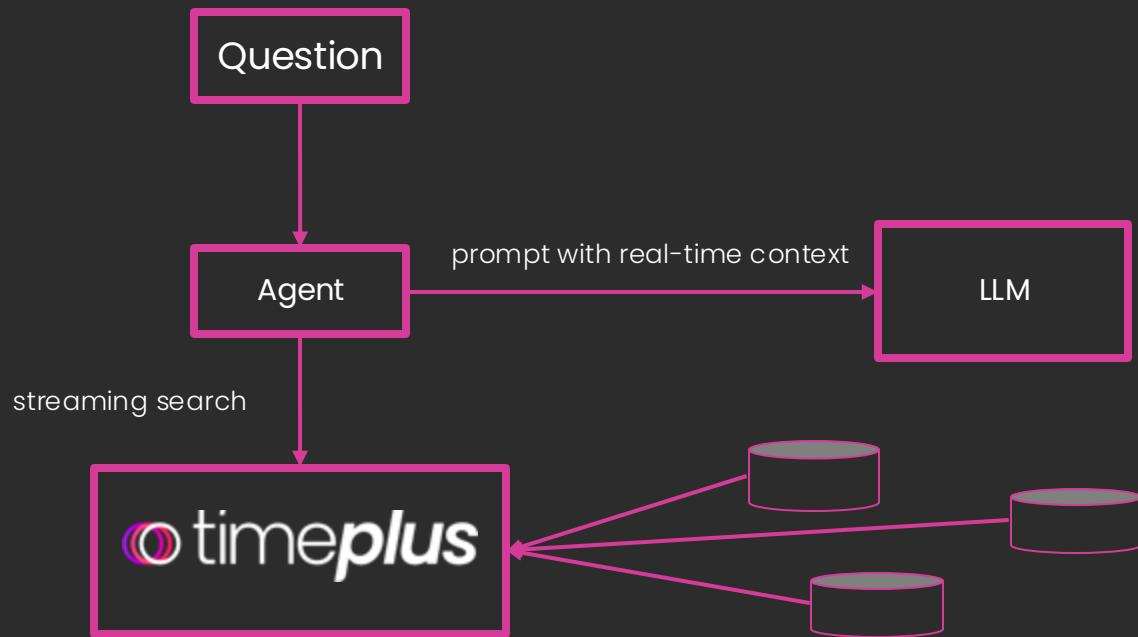 Question
prompt with real-time context
Agent
LLM
streaming search
timeplus